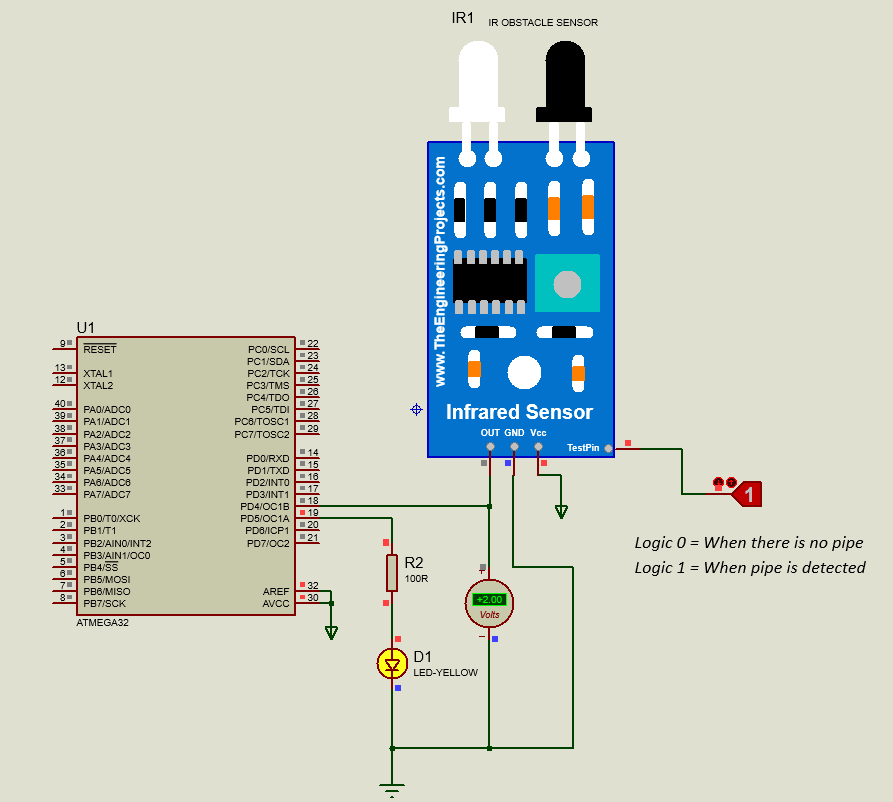 IR1 IR OBSTACLE SENSOR
www.TheEngineeringProjects.com
Infrared Sensor
OUT GND Vcc
TestPin
1
Logic 0 = When there is no pipe
Logic 1 = When pipe is detected
U1
9 RESET
13 XTAL1
12 XTAL2
40 PA0/ADC0
39 PA1/ADC1
38 PA2/ADC2
37 PA3/ADC3
36 PA4/ADC4
35 PA5/ADC5
34 PA6/ADC6
33 PA7/ADC7
1 PB0/T0/XCK
2 PB1/T1
3 PB2/AIN0/INT2
4 PB3/AIN1/OC0
5 PB4/SS
6 PB5/MOSI
7 PB6/MISO
8 PB7/SCK
PC0/SCL 22
PC1/SDA 23
PC2/TCK 24
PC3/TMS 25
PC4/TDO 26
PC5/TDI 27
PC6/TOSC1 28
PC7/TOSC2 29
PD0/RXD 14
PD1/TXD 15
PD2/INT0 16
PD3/INT1 17
PD4/OC1B 18
PD5/OC1A 19
PD6/ICP1 20
PD7/OC2 21
AREF 32
AVCC 30
ATMEGA32
R2
100R
+
+2.00
Volts
−
D1
LED-YELLOW